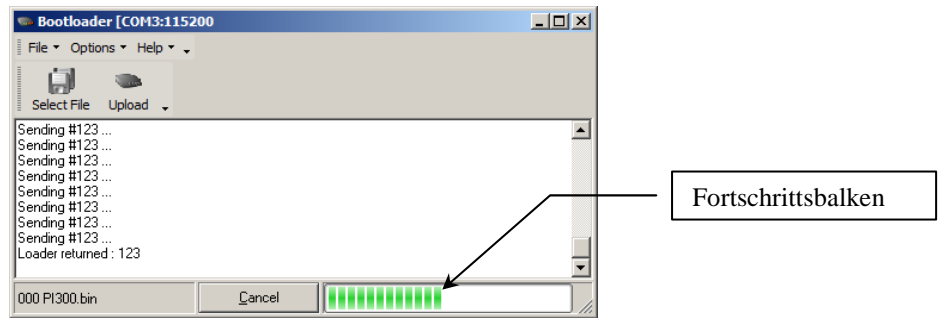 Bootloader [COM3:115200
File Options Help
Select File Upload
Sending #123 ...
Sending #123 ...
Sending #123 ...
Sending #123 ...
Sending #123 ...
Sending #123 ...
Sending #123 ...
Sending #123 ...
Loader returned : 123
Fortschrittsbalken
000 PI300.bin Cancel